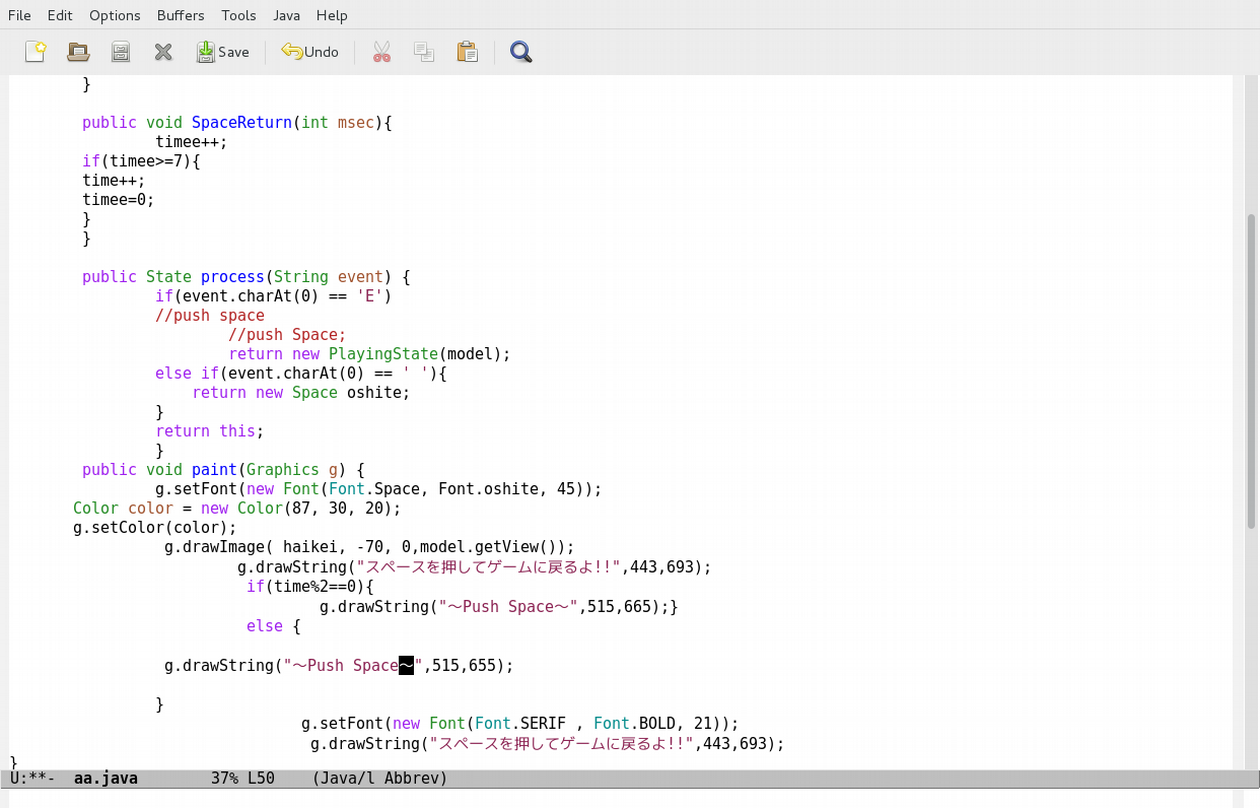 File Edit Options Buffers Tools Java Help
Save Undo
}
public void SpaceReturn(int msec){
timee++;
if(timee>=7){
time++;
timee=0;
}
}
public State process(String event) {
if(event.charAt(0) == 'E')
//push space
//push Space;
return new PlayingState(model);
else if(event.charAt(0) == ' '){
return new Space oshite;
}
return this;
}
public void paint(Graphics g) {
g.setFont(new Font(Font.Space, Font.oshite, 45));
Color color = new Color(87, 30, 20);
g.setColor(color);
g.drawImage( haikei, -70, 0,model.getView());
g.drawString("スペースを押してゲームに戻るよ!!",443,693);
if(time%2==0){
g.drawString("～Push Space～",515,665);}
else {
g.drawString("～Push Space～",515,655);
}
g.setFont(new Font(Font.SERIF , Font.BOLD, 21));
g.drawString("スペースを押してゲームに戻るよ!!",443,693);
}
U:**- aa.java 37% L50 (Java/l Abbrev)